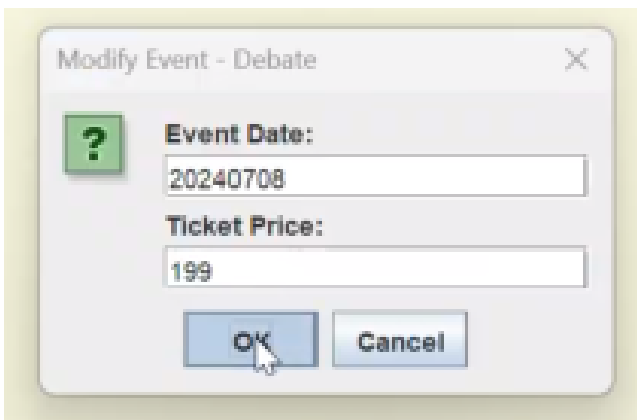 Modify Event - Debate
?
Event Date:
20240708
Ticket Price:
199
OK Cancel